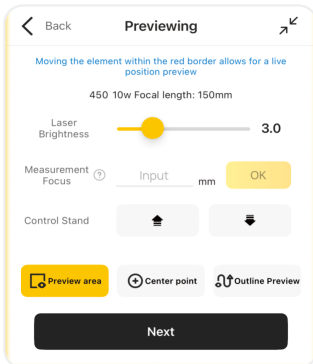 Back
Previewing
Moving the element within the red border allows for a live
position preview
450 10w Focal length: 150mm
Laser
Brightness
3.0
Measurement
Focus
?
Input
mm
OK
Control Stand
Preview area
Center point
Outline Preview
Next